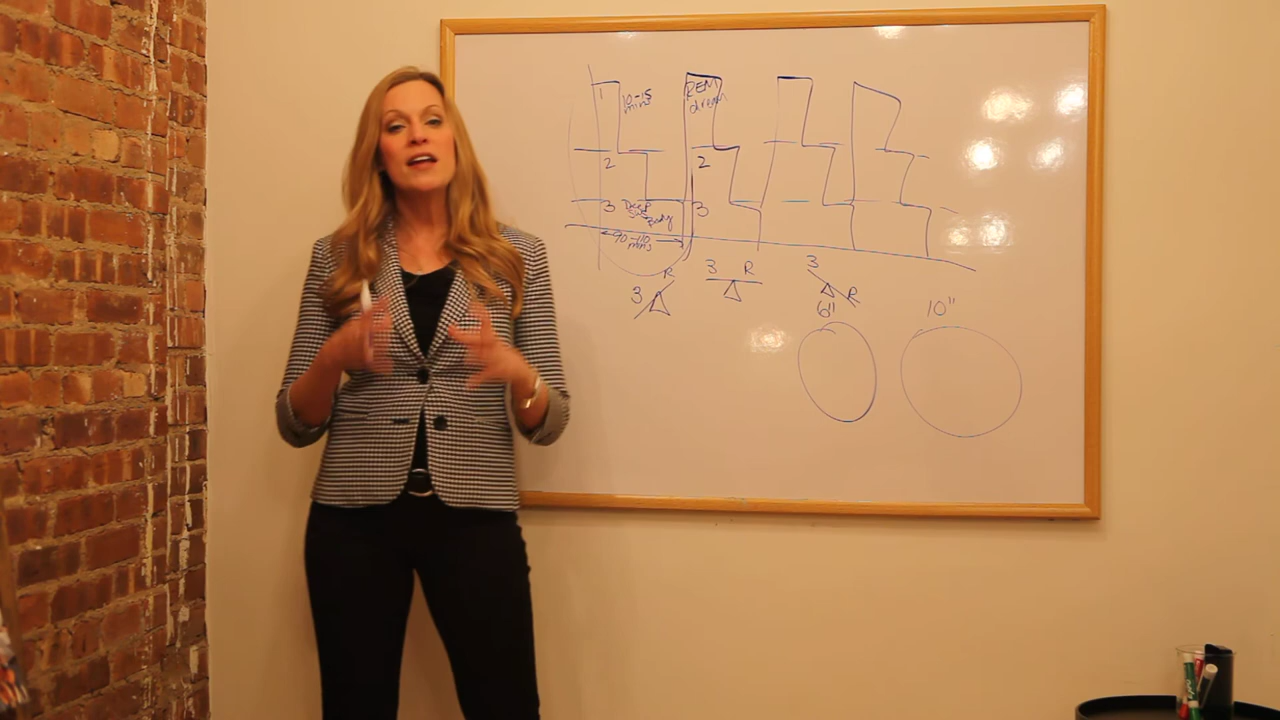 1
10-15
mins
REM
dream
2
2
3
Deep
Body
3
90-110
mins
3 R
3 R
3 R
6"
10"